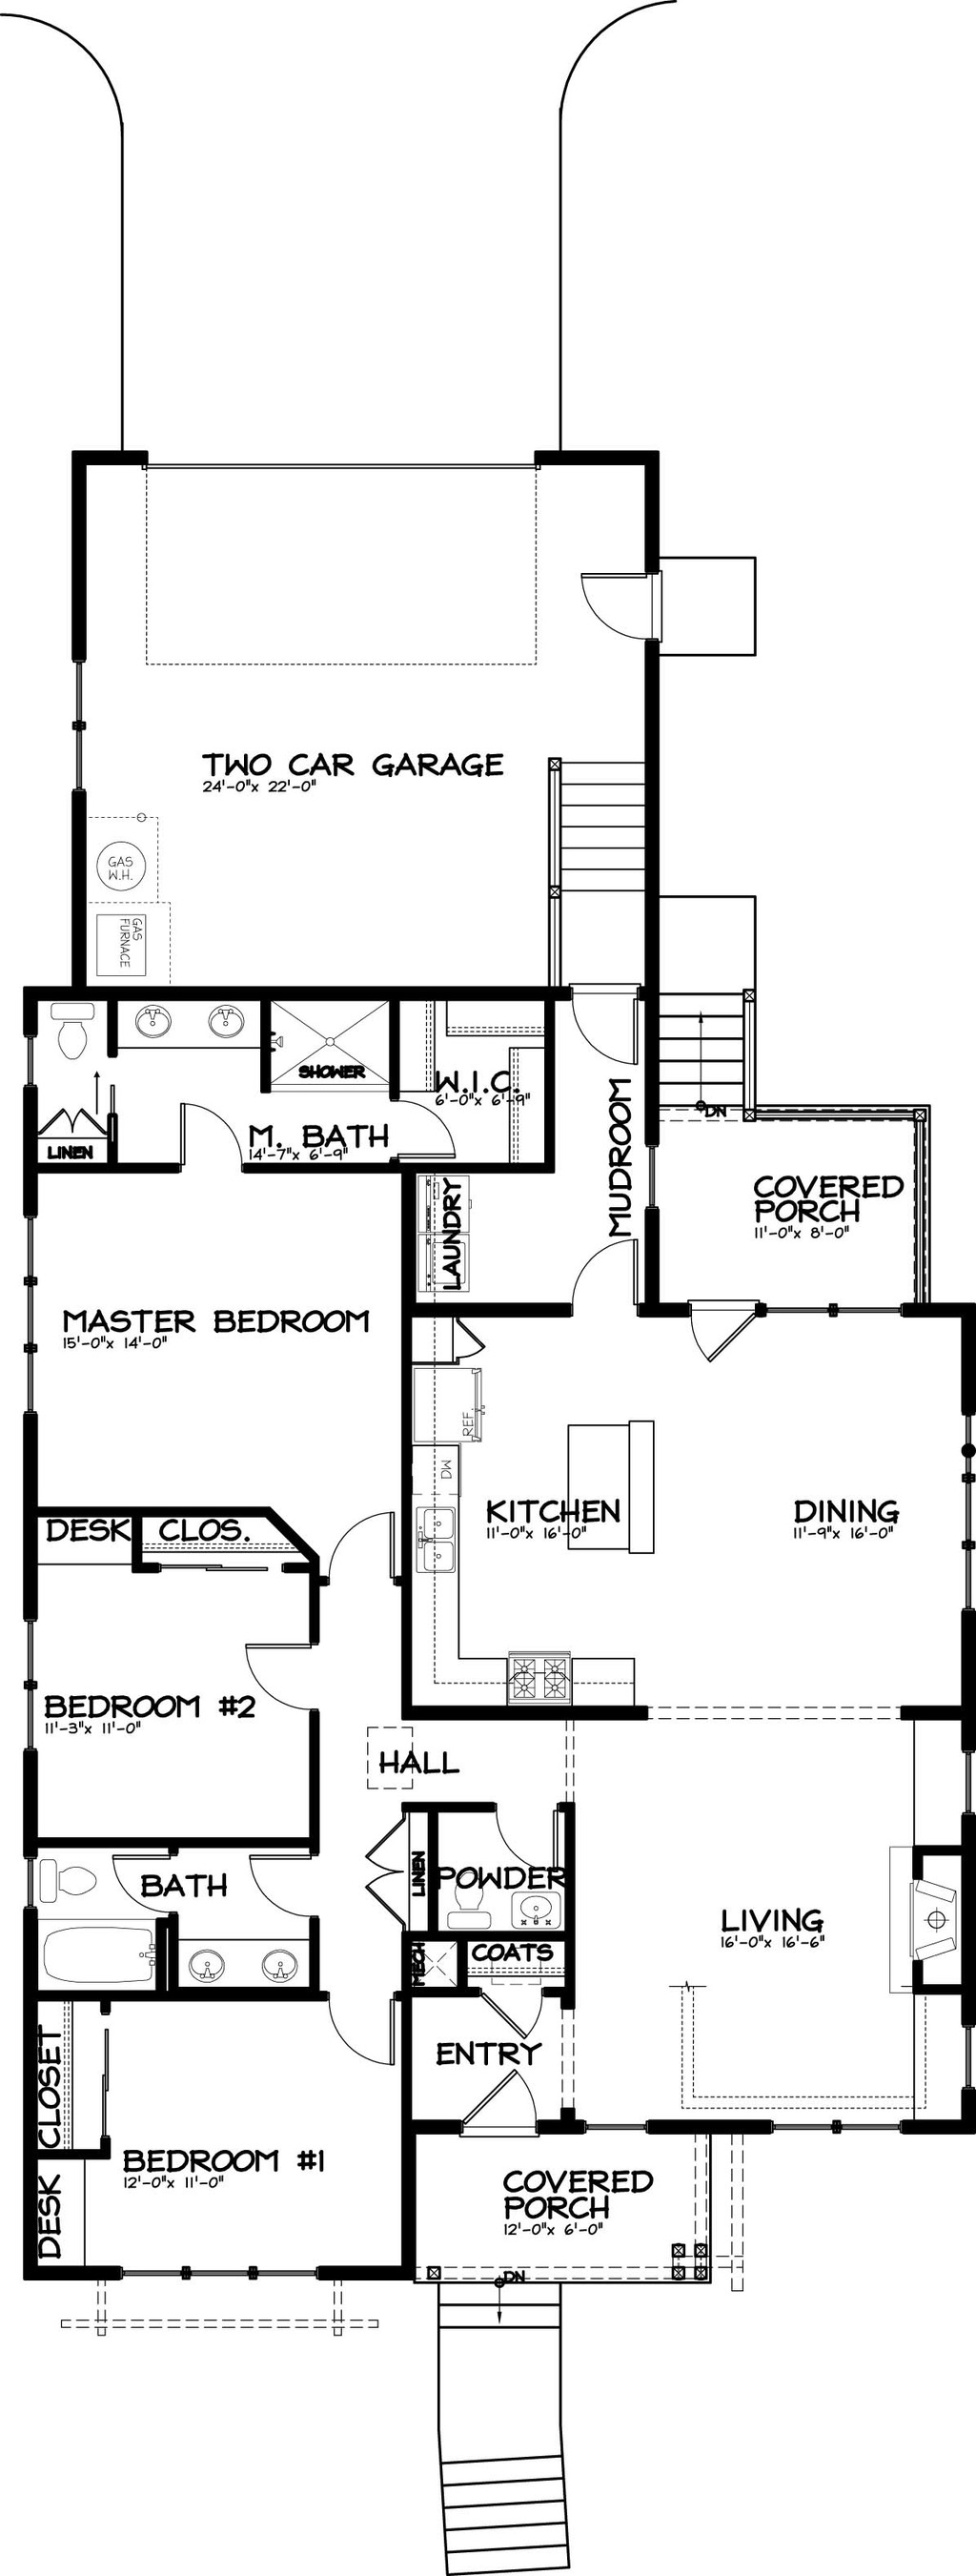 TWO CAR GARAGE
24'-0"x 22'-0"
GAS
W.H.
GAS
FURNACE
SHOWER
W.I.C.
6'-0"x 6'-9"
DN
LINEN
M. BATH
14'-7"x 6'-9"
MUDROOM
LAUNDRY
COVERED
PORCH
11'-0"x 8'-0"
MASTER BEDROOM
15'-0"x 14'-0"
REF.
DW
KITCHEN
11'-0"x 16'-0"
DINING
11'-9"x 16'-0"
DESK
CLOS.
BEDROOM #2
11'-3"x 11'-0"
HALL
LINEN
POWDER
BATH
LIVING
16'-0"x 16'-6"
MECH
COATS
ENTRY
CLOSET
BEDROOM #1
12'-0"x 11'-0"
DESK
COVERED
PORCH
12'-0"x 6'-0"
DN